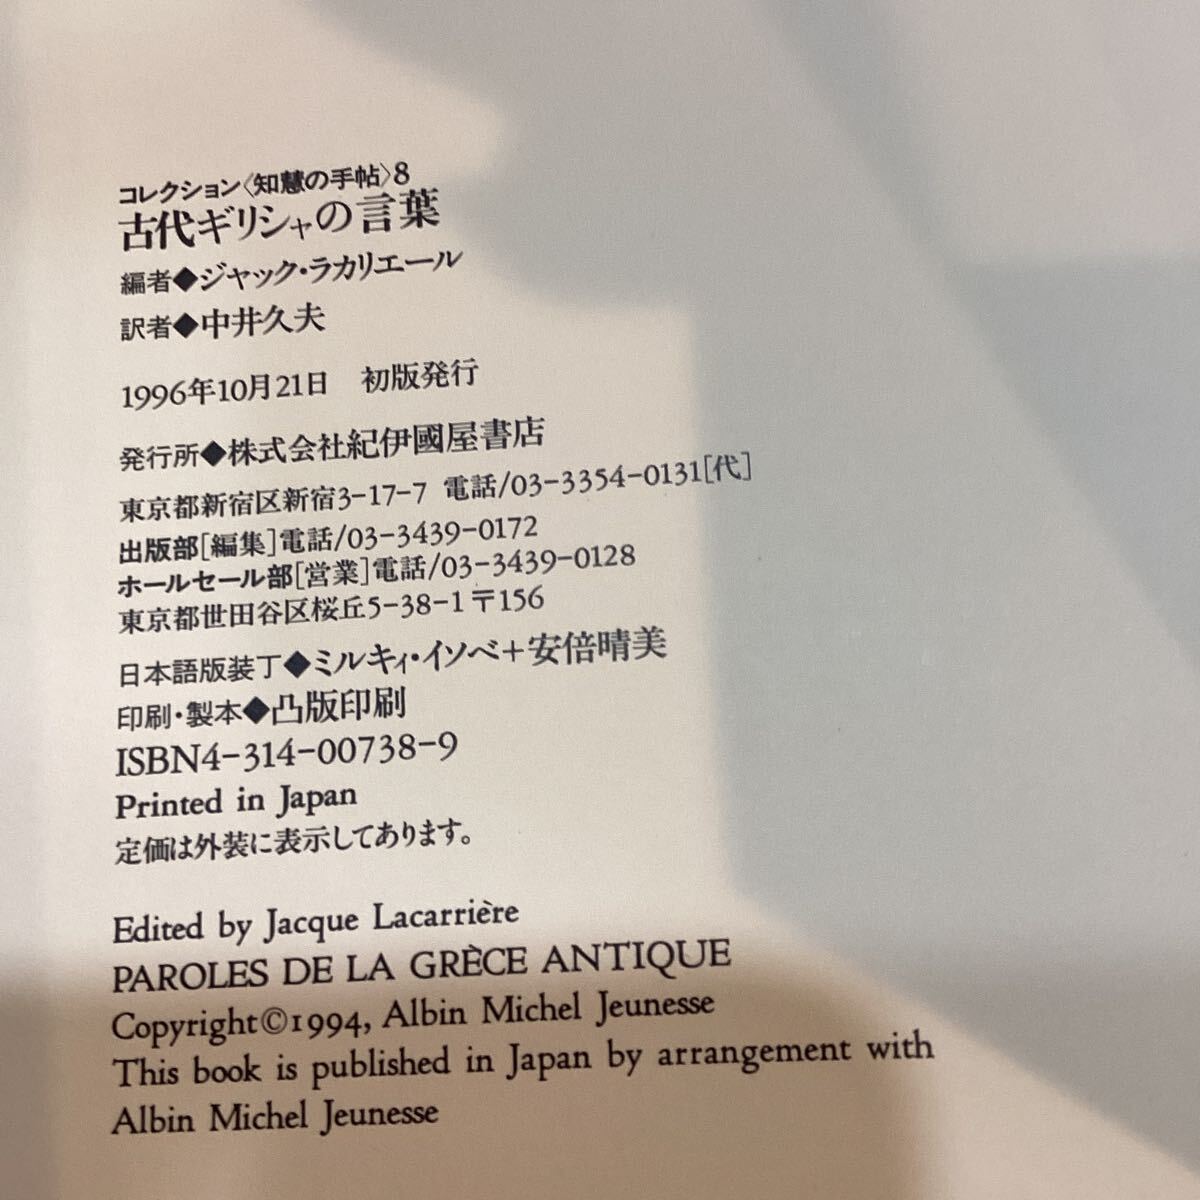 コレクション〈知慧の手帖〉8
古代ギリシャの言葉
編者◆ジャック・ラカリエール
訳者◆中井久夫
1996年10月21日　初版発行
発行所◆株式会社紀伊國屋書店
東京都新宿区新宿3-17-7 電話/03-3354-0131[代]
出版部[編集]電話/03-3439-0172
ホールセール部[営業]電話/03-3439-0128
東京都世田谷区桜丘5-38-1〒156
日本語版装丁◆ミルキィ・イソベ+安倍晴美
印刷・製本◆凸版印刷
ISBN4-314-00738-9
Printed in Japan
定価は外装に表示してあります。
Edited by Jacque Lacarrière
PAROLES DE LA GRÈCE ANTIQUE
Copyright©1994, Albin Michel Jeunesse
This book is published in Japan by arrangement with
Albin Michel Jeunesse